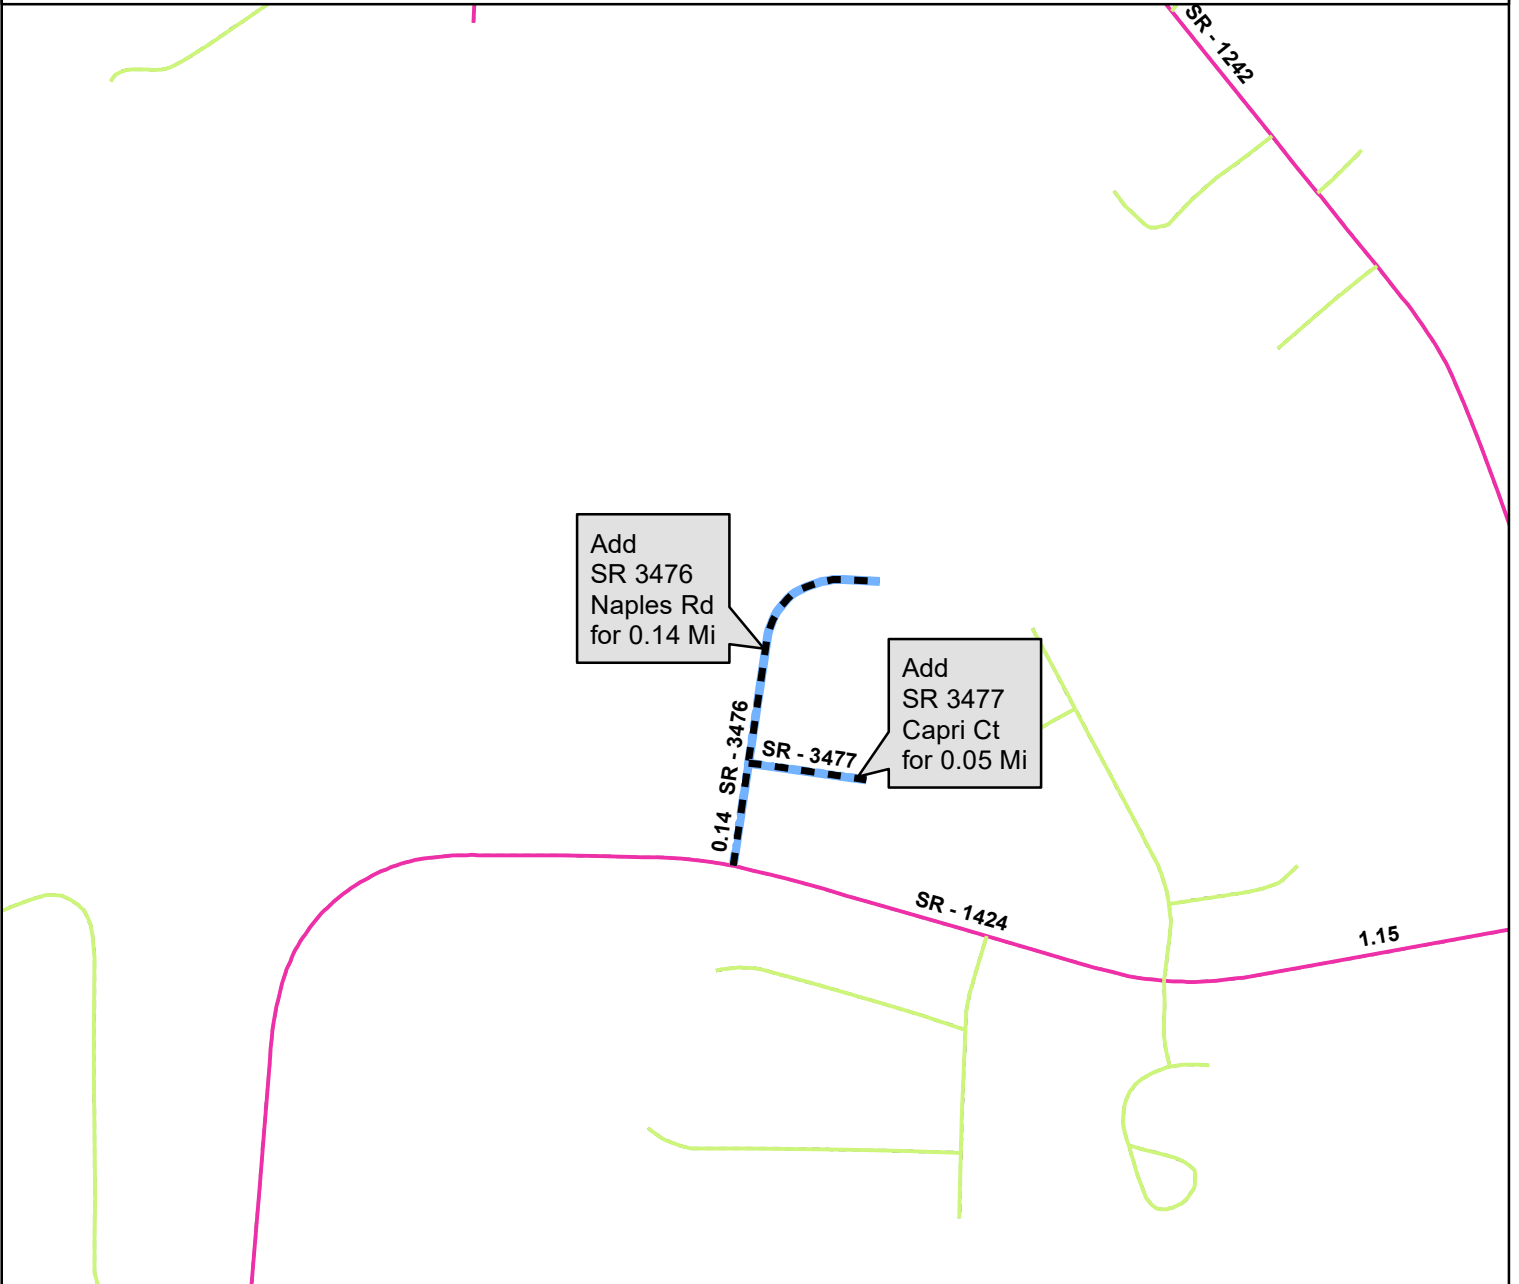 SR - 1242
Add
SR 3476
Naples Rd
for 0.14 Mi
Add
SR 3477
Capri Ct
for 0.05 Mi
SR - 3476
SR - 3477
0.14
SR - 1424
1.15